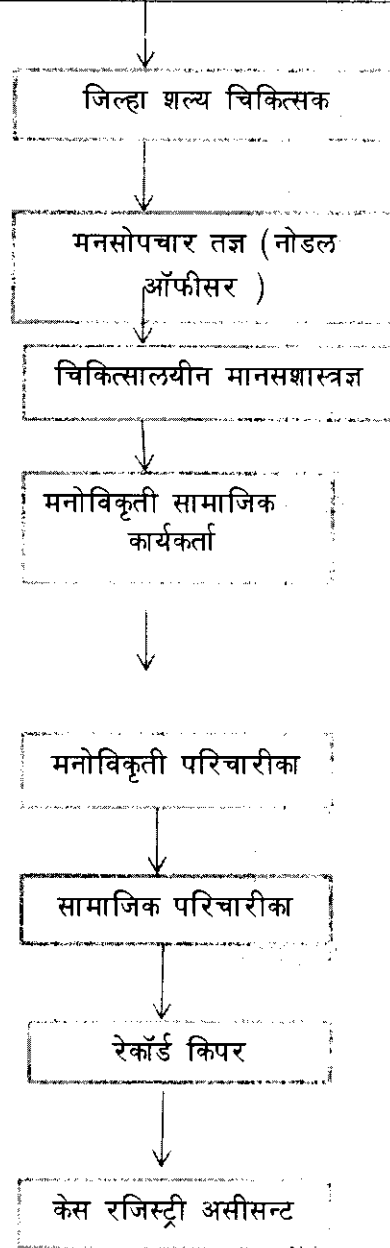 जिल्हा शल्य चिकित्सक
मनसोपचार तज्ञ (नोडल
ऑफीसर )
चिकित्सालयीन मानसशास्त्रज्ञ
मनोविकृती सामाजिक
कार्यकर्ता
मनोविकृती परिचारीका
सामाजिक परिचारीका
रेकॉर्ड किपर
केस रजिस्ट्री असीसन्ट